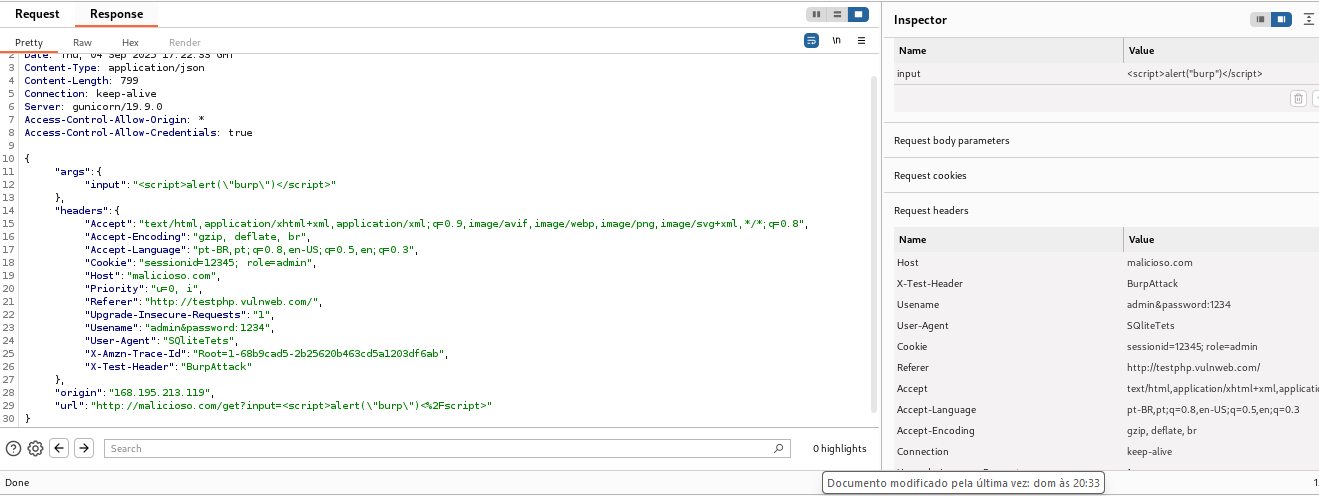 Request Response
Pretty Raw Hex Render \n
2 Date: Thu, 04 Sep 2025 17:22:33 GMT
3 Content-Type: application/json
4 Content-Length: 799
5 Connection: keep-alive
6 Server: gunicorn/19.9.0
7 Access-Control-Allow-Origin: *
8 Access-Control-Allow-Credentials: true
9
10 {
11 "args":{
12 "input":"<script>alert(\"burp\")</script>"
13 },
14 "headers":{
15 "Accept":"text/html,application/xhtml+xml,application/xml;q=0.9,image/avif,image/webp,image/png,image/svg+xml,*/*;q=0.8",
16 "Accept-Encoding":"gzip, deflate, br",
17 "Accept-Language":"pt-BR,pt;q=0.8,en-US;q=0.5,en;q=0.3",
18 "Cookie":"sessionid=12345; role=admin",
19 "Host":"malicioso.com",
20 "Priority":"u=0, i",
21 "Referer":"http://testphp.vulnweb.com/",
22 "Upgrade-Insecure-Requests":"1",
23 "Usename":"admin&password:1234",
24 "User-Agent":"SQliteTets",
25 "X-Amzn-Trace-Id":"Root=1-68b9cad5-2b25620b463cd5a1203df6ab",
26 "X-Test-Header":"BurpAttack"
27 },
28 "origin":"168.195.213.119",
29 "url":"http://malicioso.com/get?input=<script>alert(\"burp\")<%2Fscript>"
30 }
Search
0 highlights
Done
Inspector
Name Value
input <script>alert("burp")</script>
Request body parameters
Request cookies
Request headers
Name Value
Host malicioso.com
X-Test-Header BurpAttack
Usename admin&password:1234
User-Agent SQliteTets
Cookie sessionid=12345; role=admin
Referer http://testphp.vulnweb.com/
Accept text/html,application/xhtml+xml,applicatio
Accept-Language pt-BR,pt;q=0.8,en-US;q=0.5,en;q=0.3
Accept-Encoding gzip, deflate, br
Connection keep-alive
Documento modificado pela última vez: dom às 20:33